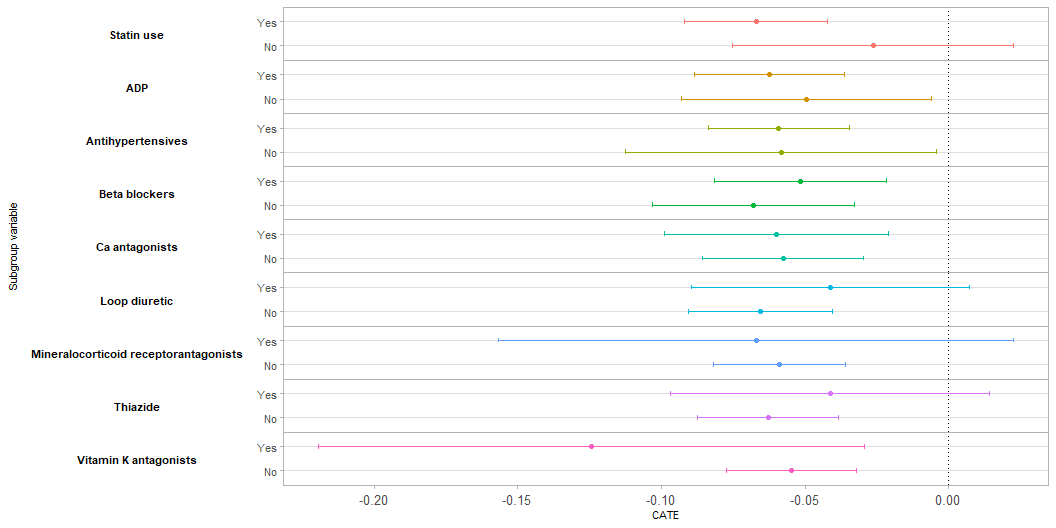 Subgroup variable
Statin use
Yes
No
ADP
Yes
No
Antihypertensives
Yes
No
Beta blockers
Yes
No
Ca antagonists
Yes
No
Loop diuretic
Yes
No
Mineralocorticoid receptorantagonists
Yes
No
Thiazide
Yes
No
Vitamin K antagonists
Yes
No
-0.20 -0.15 -0.10 -0.05 0.00
CATE